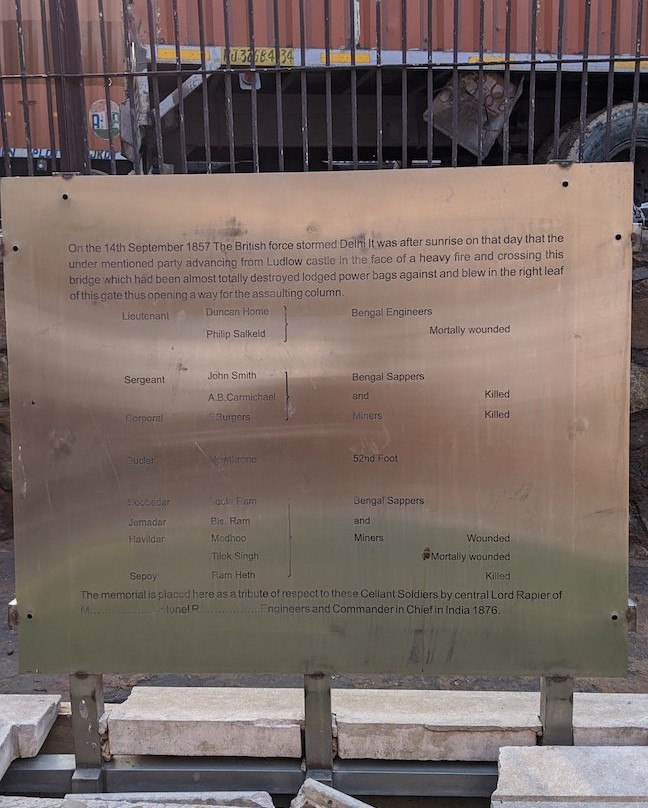 On the 14th September 1857 The British force stormed Delhi It was after sunrise on that day that the
under mentioned party advancing from Ludlow castle in the face of a heavy fire and crossing this
bridge which had been almost totally destroyed lodged power bags against and blew in the right leaf
of this gate thus opening a way for the assaulting column.
Lieutenant Duncan Home Bengal Engineers
Philip Salkeld Mortally wounded
Sergeant John Smith Bengal Sappers
A.B.Carmichael and Killed
Corporal F.Burgers Miners Killed
52nd Foot
Ram Bengal Sappers
Jemadar Bis. Ram and
Havildar Madhoo Miners Wounded
Tilok Singh Mortally wounded
Sepoy Ram Heth Killed
The memorial is placed here as a tribute of respect to these Cellant Soldiers by central Lord Rapier of
M.................. olonel R..................Engineers and Commander in Chief in India 1876.